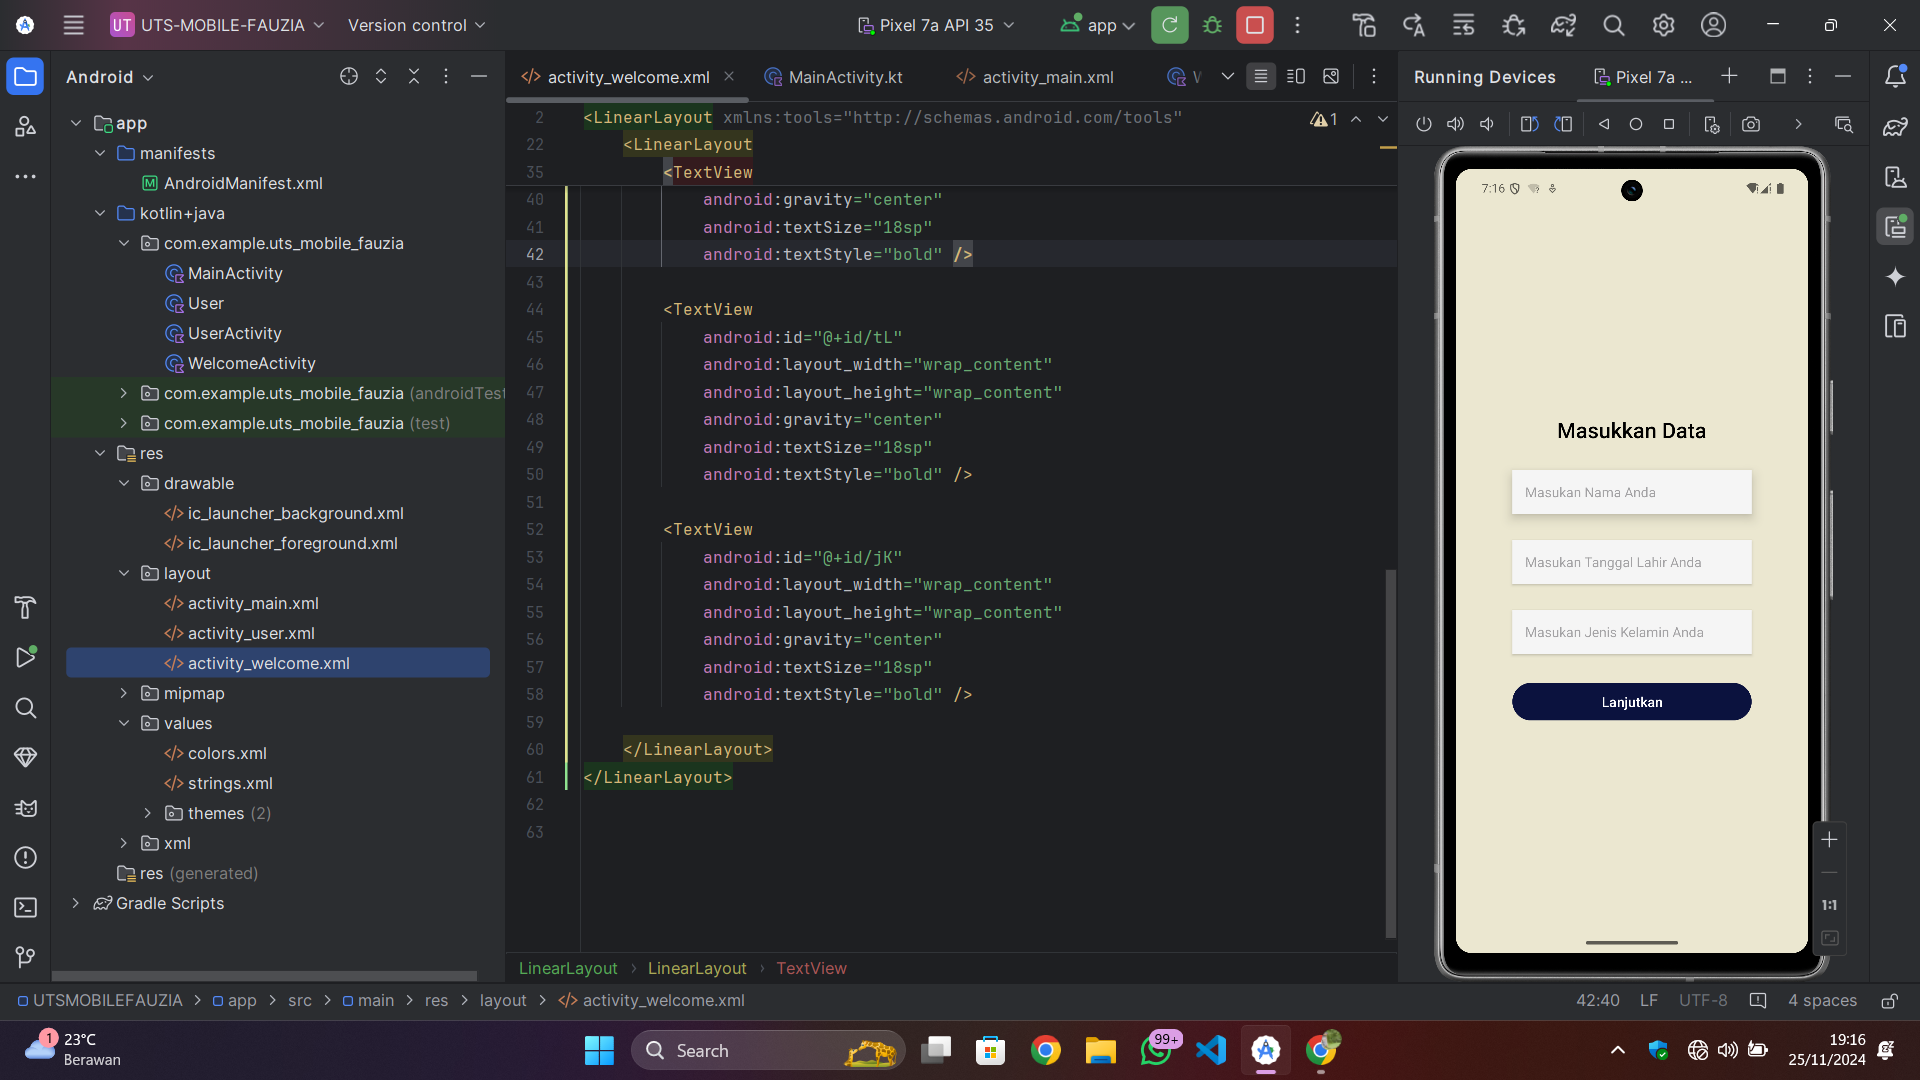 UT UTS-MOBILE-FAUZIA Version control Pixel 7a API 35 app
Android
app
manifests
AndroidManifest.xml
kotlin+java
com.example.uts_mobile_fauzia
MainActivity
User
UserActivity
WelcomeActivity
com.example.uts_mobile_fauzia (androidTest
com.example.uts_mobile_fauzia (test)
res
drawable
ic_launcher_background.xml
ic_launcher_foreground.xml
layout
activity_main.xml
activity_user.xml
activity_welcome.xml
mipmap
values
colors.xml
strings.xml
themes (2)
xml
res (generated)
Gradle Scripts
activity_welcome.xml MainActivity.kt activity_main.xml
2 <LinearLayout xmlns:tools="http://schemas.android.com/tools" 1
22 <LinearLayout
35 <TextView
40 android:gravity="center"
41 android:textSize="18sp"
42 android:textStyle="bold" />
43
44 <TextView
45 android:id="@+id/tL"
46 android:layout_width="wrap_content"
47 android:layout_height="wrap_content"
48 android:gravity="center"
49 android:textSize="18sp"
50 android:textStyle="bold" />
51
52 <TextView
53 android:id="@+id/jK"
54 android:layout_width="wrap_content"
55 android:layout_height="wrap_content"
56 android:gravity="center"
57 android:textSize="18sp"
58 android:textStyle="bold" />
59
60 </LinearLayout>
61 </LinearLayout>
62
63
LinearLayout > LinearLayout > TextView
Running Devices Pixel 7a ...
7:16
Masukkan Data
Masukan Nama Anda
Masukan Tanggal Lahir Anda
Masukan Jenis Kelamin Anda
Lanjutkan
1:1
UTSMOBILEFAUZIA > app > src > main > res > layout > activity_welcome.xml
42:40 LF UTF-8 4 spaces
1
23°C
Berawan
Search
99+
19:16
25/11/2024